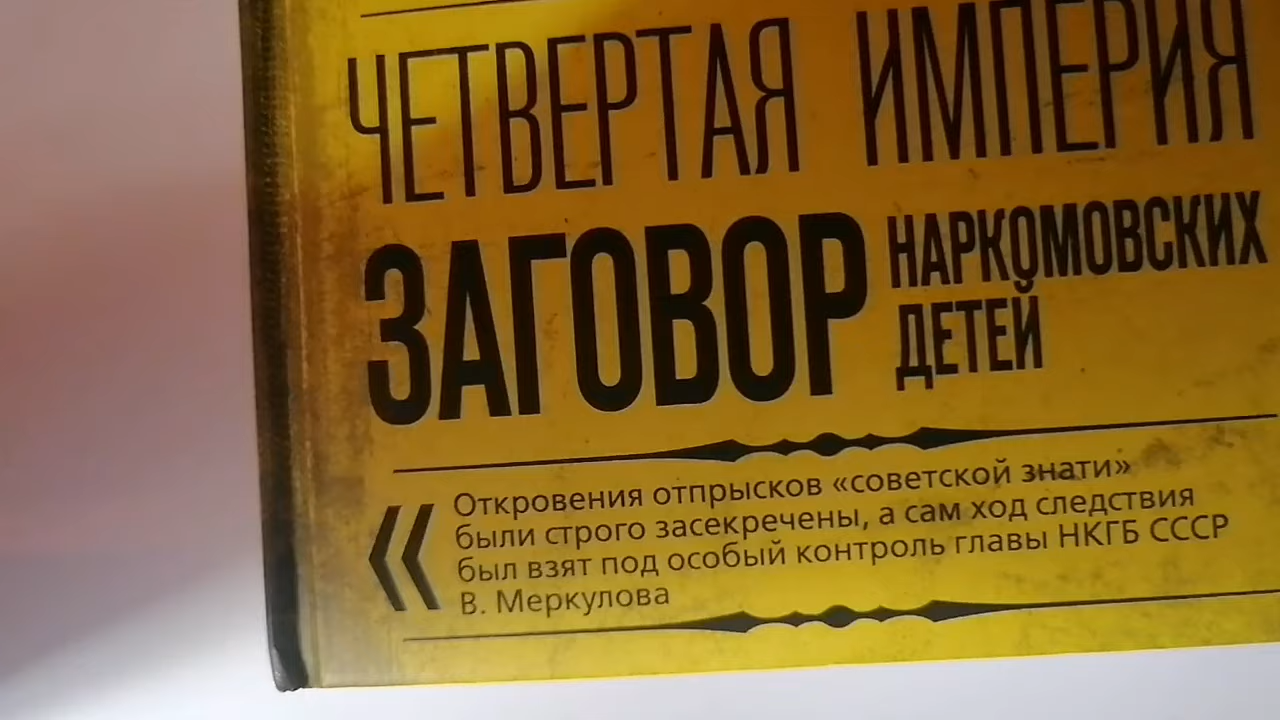 ЧЕТВЕРТАЯ ИМПЕРИЯ
ЗАГОВОР НАРКОМОВСКИХ
ДЕТЕЙ
« Откровения отпрысков «советской знати»
были строго засекречены, а сам ход следствия
был взят под особый контроль главы НКГБ СССР
В. Меркулова